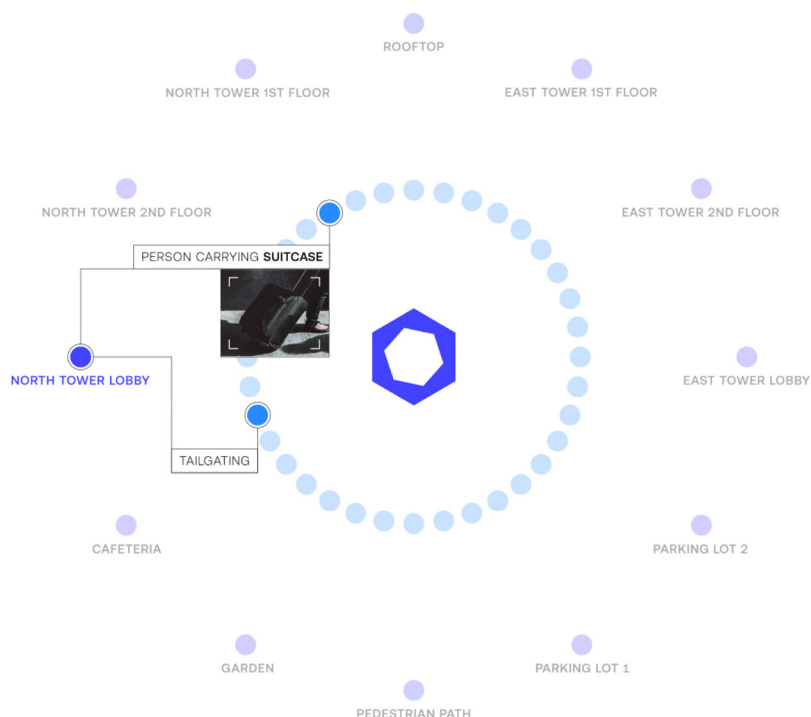 ROOFTOP
NORTH TOWER 1ST FLOOR
EAST TOWER 1ST FLOOR
NORTH TOWER 2ND FLOOR
EAST TOWER 2ND FLOOR
PERSON CARRYING SUITCASE
NORTH TOWER LOBBY
EAST TOWER LOBBY
TAILGATING
CAFETERIA
PARKING LOT 2
GARDEN
PARKING LOT 1
PEDESTRIAN PATH